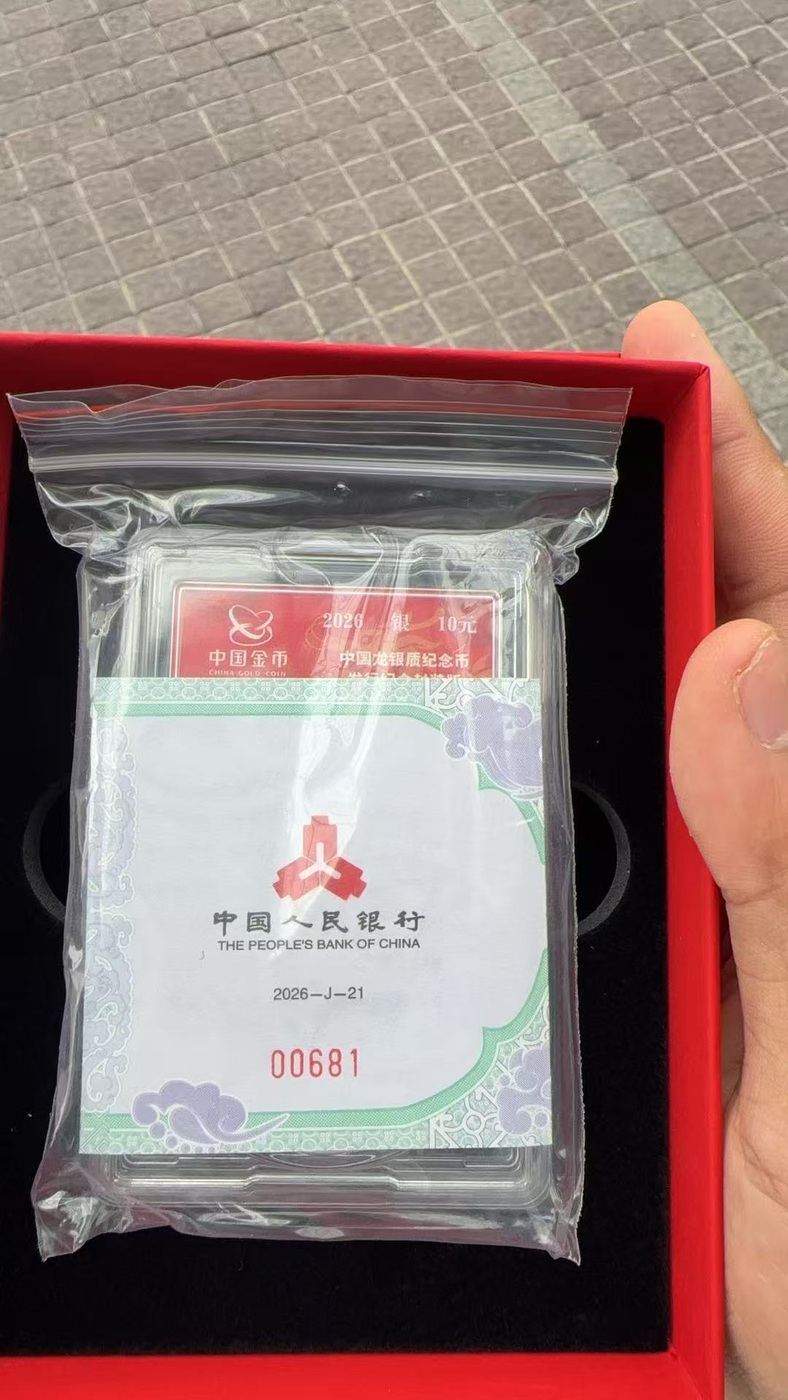 2026 银 10元
中国金币
CHINA GOLD COIN
中国龙银质纪念币
中国人民银行
THE PEOPLE'S BANK OF CHINA
2026—J—21
00681